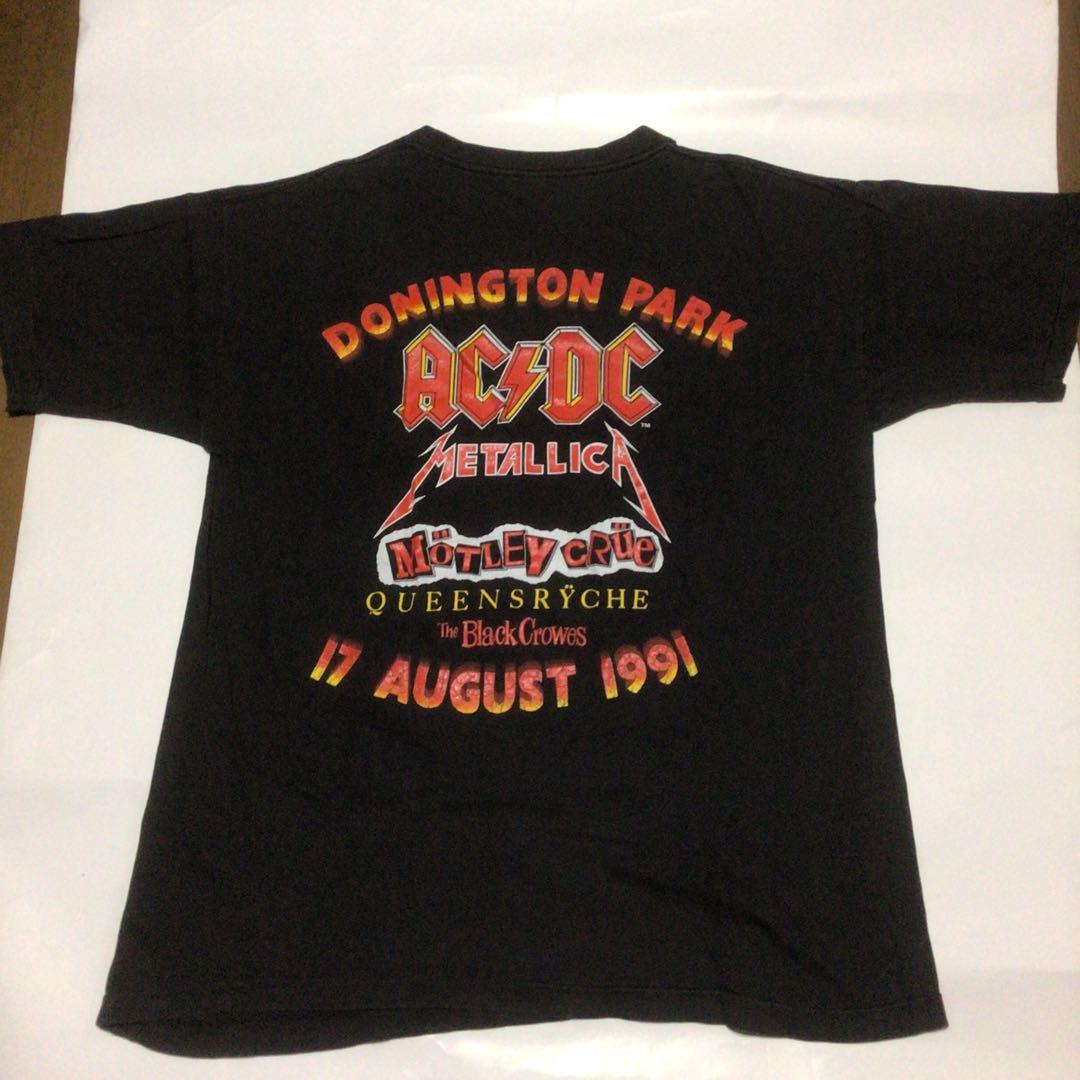 DONINGTON PARK
AC⚡DC
™
METALLICA
MÖTLEY CRÜE
QUEENSRŸCHE
The Black Crowes
17 AUGUST 1991